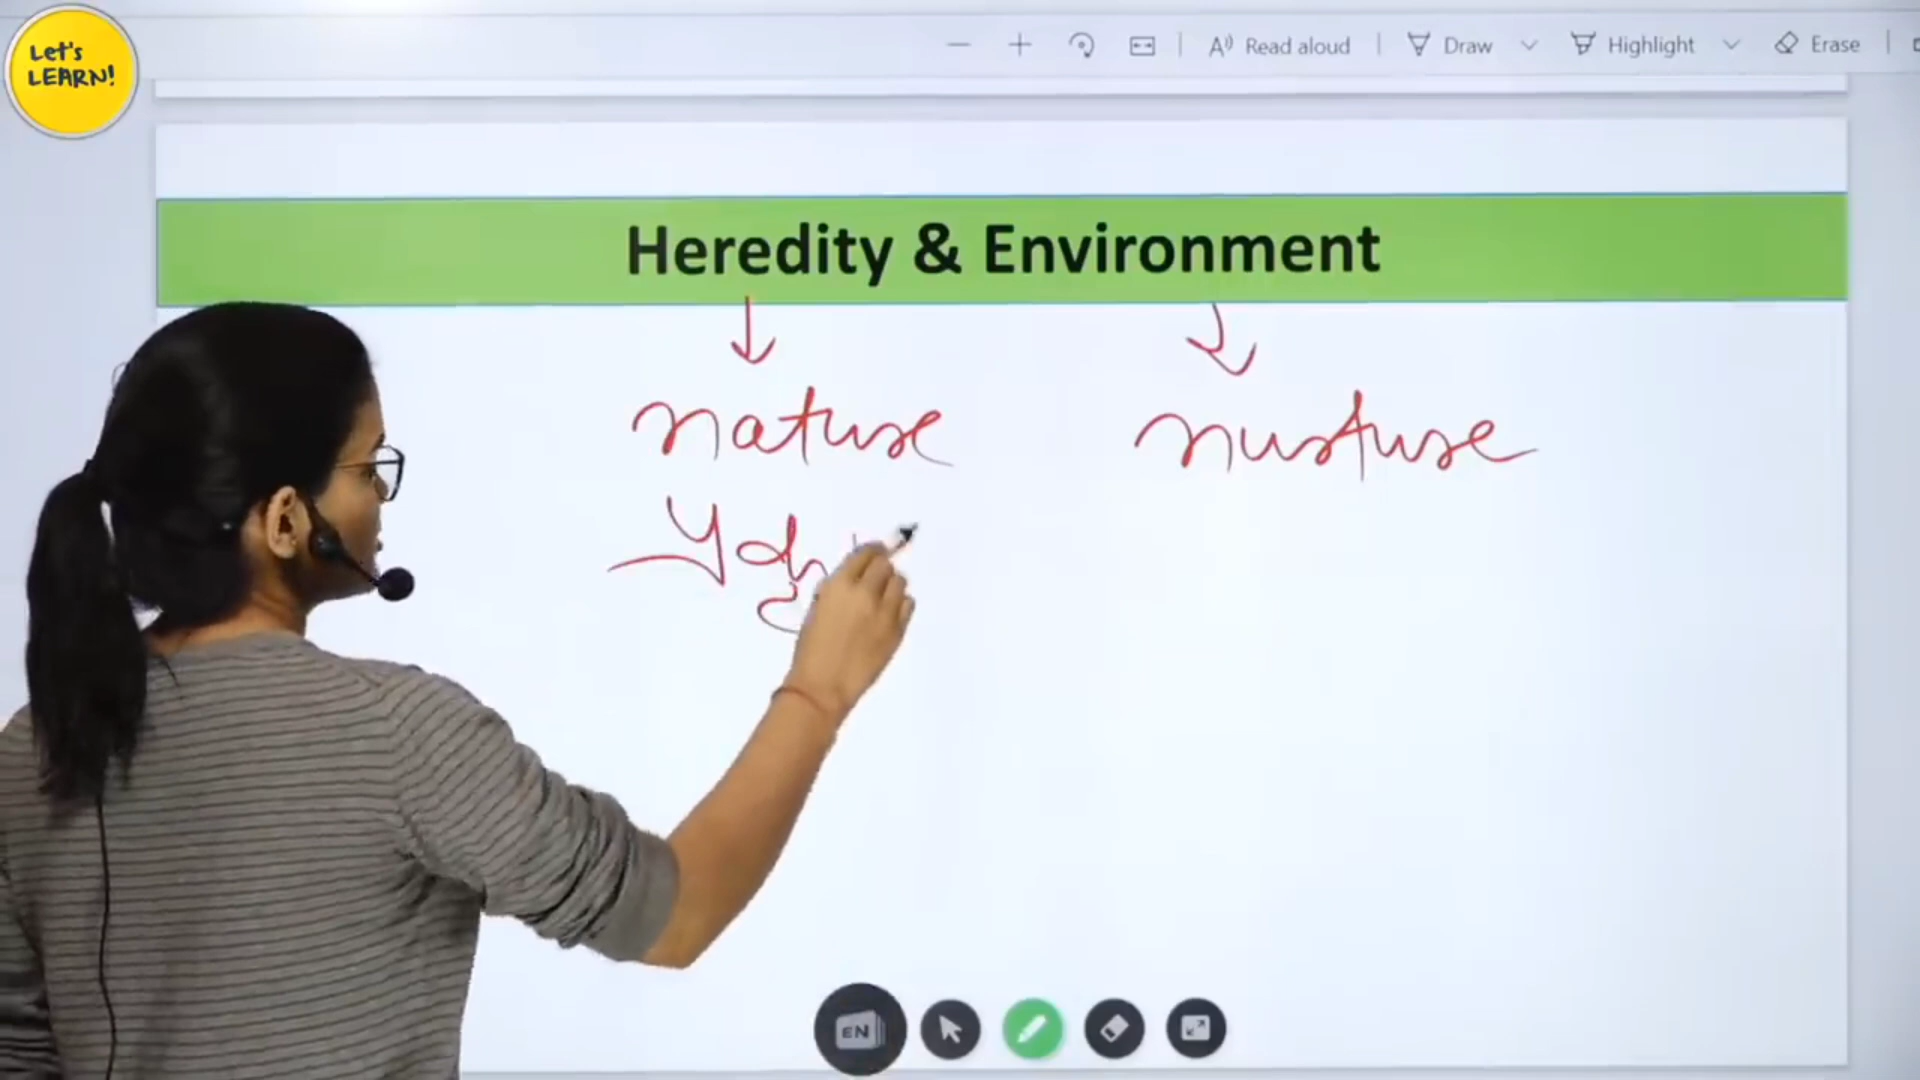 Let's
LEARN!
Read aloud
Draw
Highlight
Erase
Heredity & Environment
nature
nurture
EN